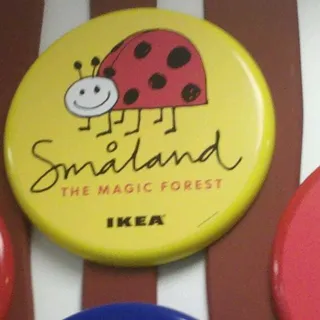 Småland
THE MAGIC FOREST
IKEA